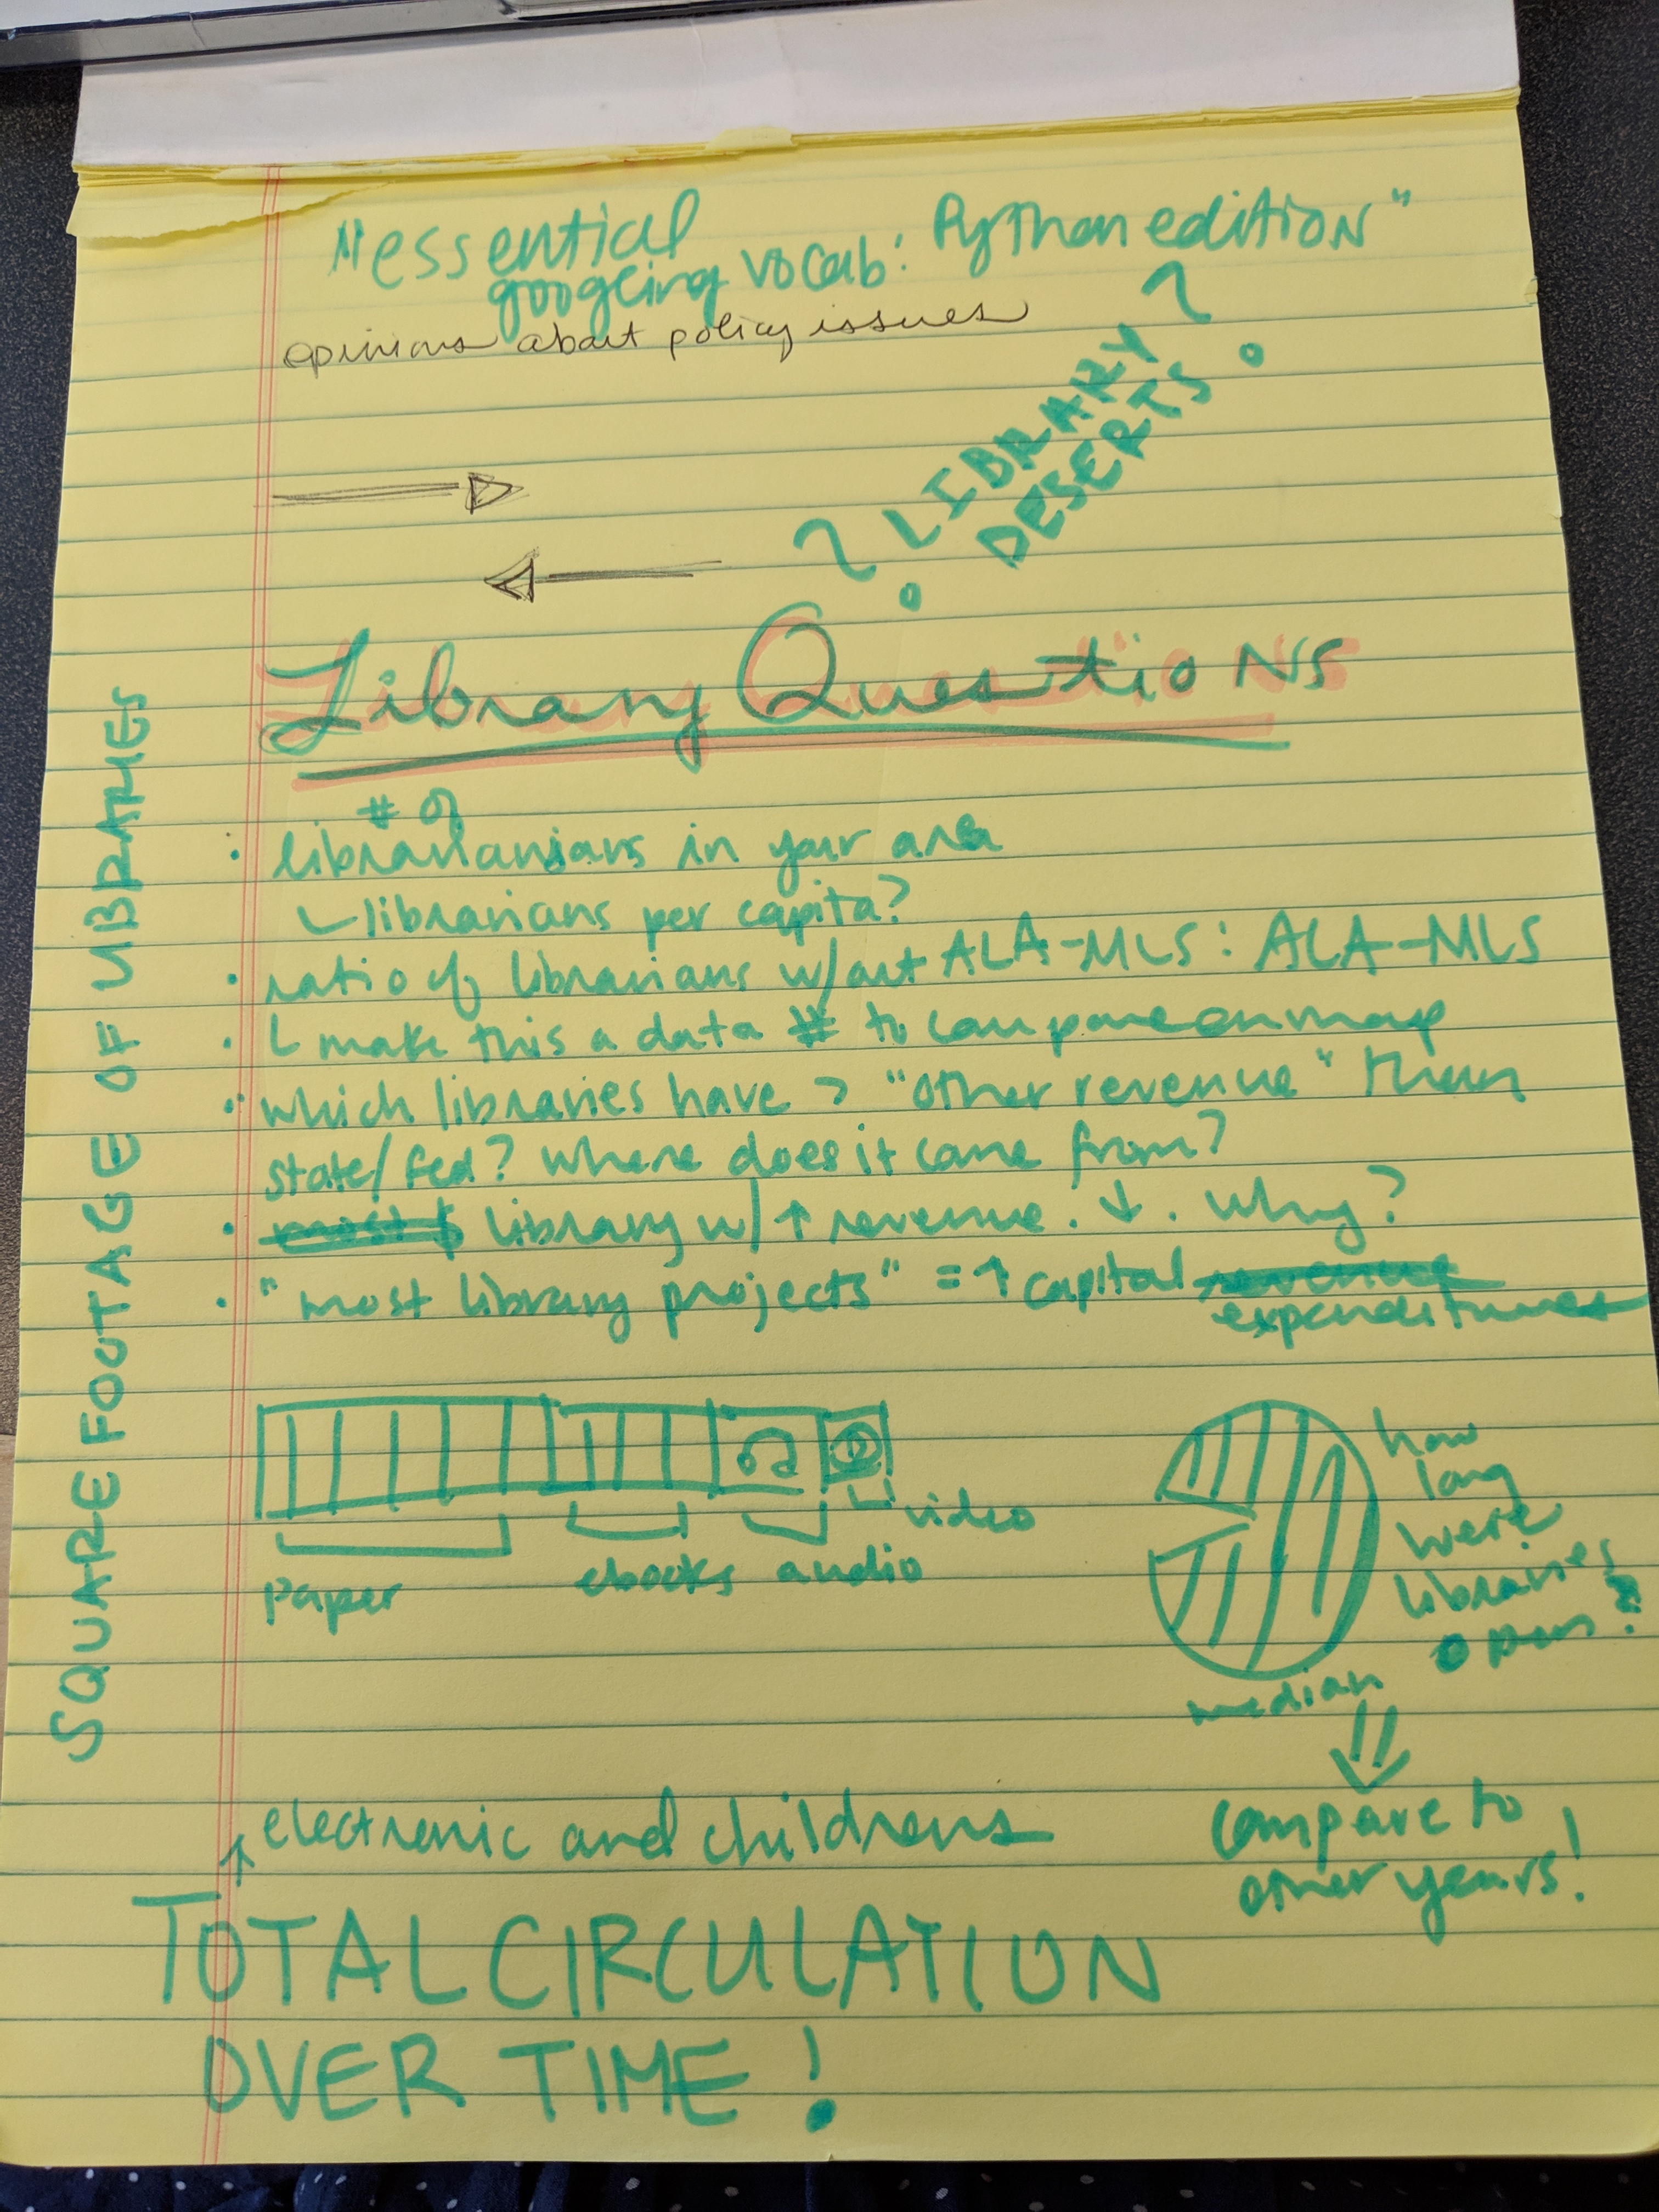 "essential
googleing vocab: Python edition"
opinions about policy issues
? LIBRARY
DESERTS ?
Library Questions
# of
· librarianians in your area
librarians per capita?
· ratio of librarians w/out ALA-MLS : ALA-MLS
· make this a data # to compare on map
· which libraries have > "other revenue" than
state/fed? where does it come from?
· most $ library w/ ↑ revenue. ↓. Why?
· "most library projects" = ↑ capital revenue
expenditures
SQUARE FOOTAGE OF LIBRARIES
paper
ebooks
audio
video
how
long
were
libraries
open?
median
compare to
other years!
↑ electronic and childrens
TOTAL CIRCULATION
OVER TIME!